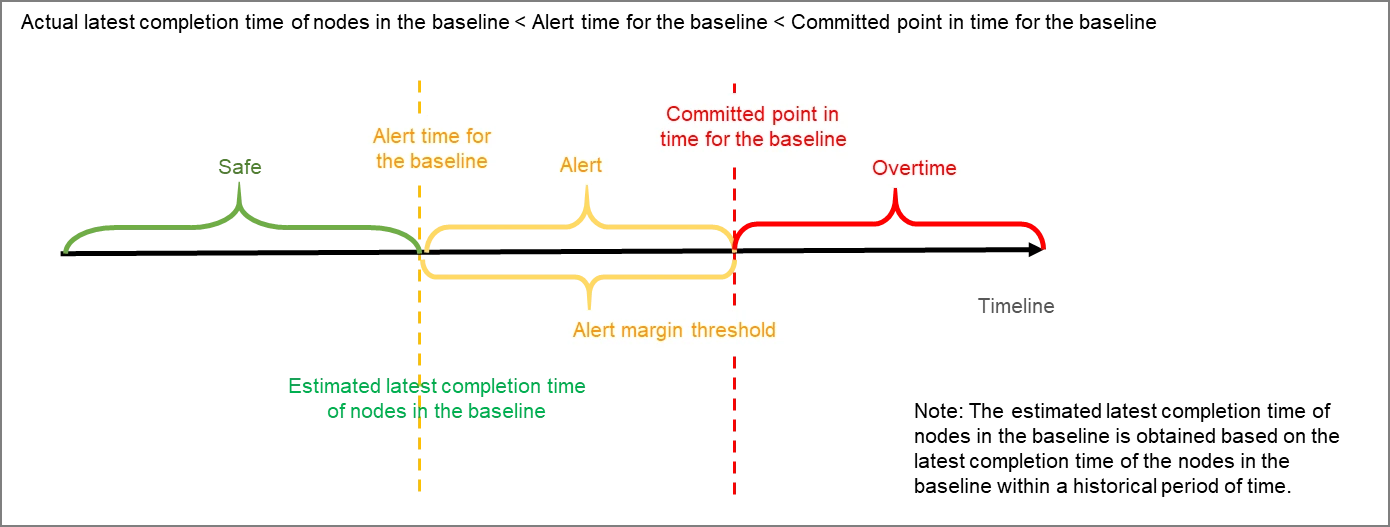 Actual latest completion time of nodes in the baseline < Alert time for the baseline < Committed point in time for the baseline
Committed point in
time for the baseline
Alert time for
the baseline
Safe
Alert
Overtime
Timeline
Alert margin threshold
Estimated latest completion time
of nodes in the baseline
Note: The estimated latest completion time of
nodes in the baseline is obtained based on the
latest completion time of the nodes in the
baseline within a historical period of time.